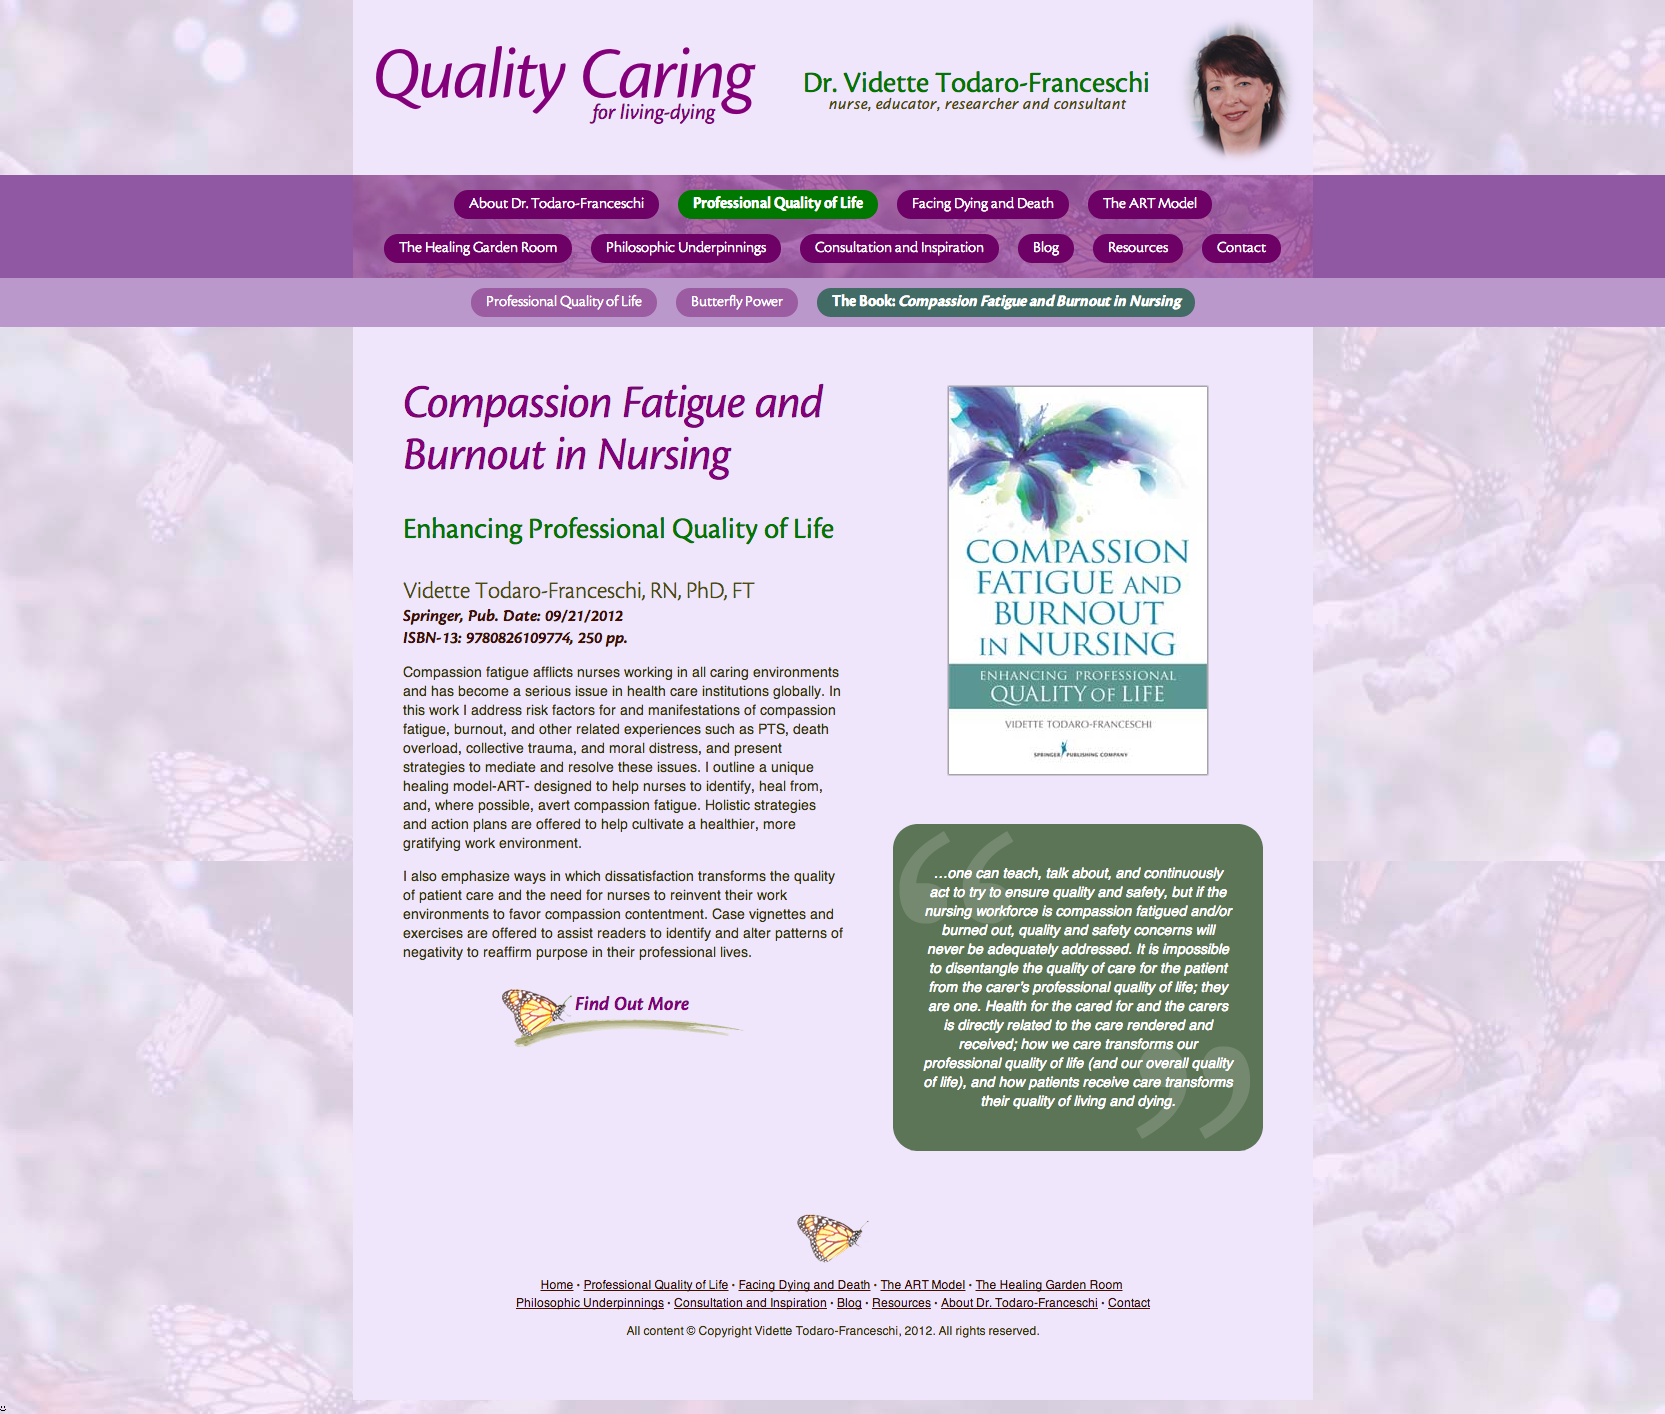 Quality Caring
for living-dying
Dr. Vidette Todaro-Franceschi
nurse, educator, researcher and consultant
About Dr. Todaro-Franceschi
Professional Quality of Life
Facing Dying and Death
The ART Model
The Healing Garden Room
Philosophic Underpinnings
Consultation and Inspiration
Blog
Resources
Contact
Professional Quality of Life
Butterfly Power
The Book: Compassion Fatigue and Burnout in Nursing
Compassion Fatigue and
Burnout in Nursing
Enhancing Professional Quality of Life
Vidette Todaro-Franceschi, RN, PhD, FT
Springer, Pub. Date: 09/21/2012
ISBN-13: 9780826109774, 250 pp.
Compassion fatigue afflicts nurses working in all caring environments
and has become a serious issue in health care institutions globally. In
this work I address risk factors for and manifestations of compassion
fatigue, burnout, and other related experiences such as PTS, death
overload, collective trauma, and moral distress, and present
strategies to mediate and resolve these issues. I outline a unique
healing model-ART- designed to help nurses to identify, heal from,
and, where possible, avert compassion fatigue. Holistic strategies
and action plans are offered to help cultivate a healthier, more
gratifying work environment.
I also emphasize ways in which dissatisfaction transforms the quality
of patient care and the need for nurses to reinvent their work
environments to favor compassion contentment. Case vignettes and
exercises are offered to assist readers to identify and alter patterns of
negativity to reaffirm purpose in their professional lives.
Find Out More
COMPASSION
FATIGUE AND
BURNOUT
IN NURSING
ENHANCING PROFESSIONAL
QUALITY OF LIFE
VIDETTE TODARO-FRANCESCHI
SPRINGER PUBLISHING COMPANY
“
…one can teach, talk about, and continuously
act to try to ensure quality and safety, but if the
nursing workforce is compassion fatigued and/or
burned out, quality and safety concerns will
never be adequately addressed. It is impossible
to disentangle the quality of care for the patient
from the carer's professional quality of life; they
are one. Health for the cared for and the carers
is directly related to the care rendered and
received; how we care transforms our
professional quality of life (and our overall quality
of life), and how patients receive care transforms
their quality of living and dying.
”
Home • Professional Quality of Life • Facing Dying and Death • The ART Model • The Healing Garden Room
Philosophic Underpinnings • Consultation and Inspiration • Blog • Resources • About Dr. Todaro-Franceschi • Contact
All content © Copyright Vidette Todaro-Franceschi, 2012. All rights reserved.